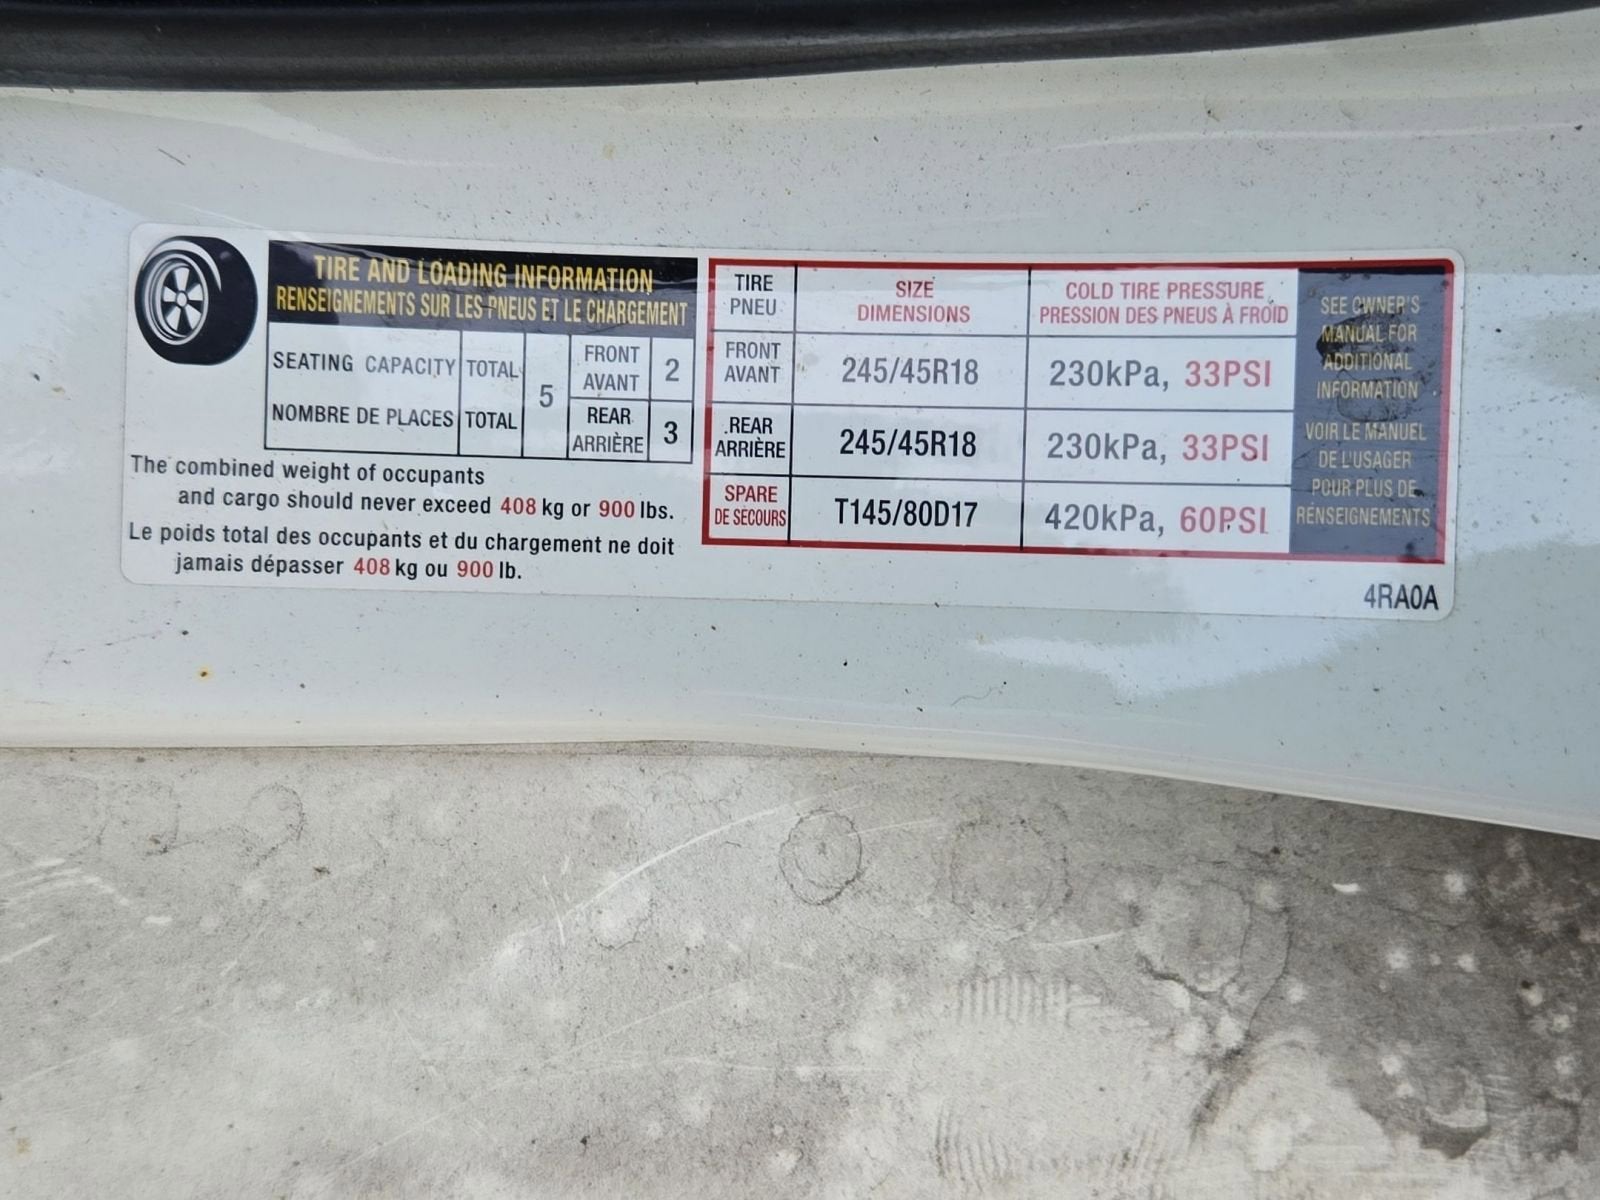 TIRE AND LOADING INFORMATION
RENSEIGNEMENTS SUR LES PNEUS ET LE CHARGEMENT
SEATING CAPACITY TOTAL
NOMBRE DE PLACES TOTAL
5
FRONT
AVANT
2
REAR
ARRIÈRE
3
The combined weight of occupants
and cargo should never exceed 408 kg or 900 lbs.
Le poids total des occupants et du chargement ne doit
jamais dépasser 408 kg ou 900 lb.
TIRE
PNEU
SIZE
DIMENSIONS
COLD TIRE PRESSURE
PRESSION DES PNEUS À FROID
FRONT
AVANT
245/45R18
230kPa, 33PSI
REAR
ARRIÈRE
245/45R18
230kPa, 33PSI
SPARE
DE SECOURS
T145/80D17
420kPa, 60PSI
SEE OWNER'S
MANUAL FOR
ADDITIONAL
INFORMATION
VOIR LE MANUEL
DE L'USAGER
POUR PLUS DE
RENSEIGNEMENTS
4RA0A